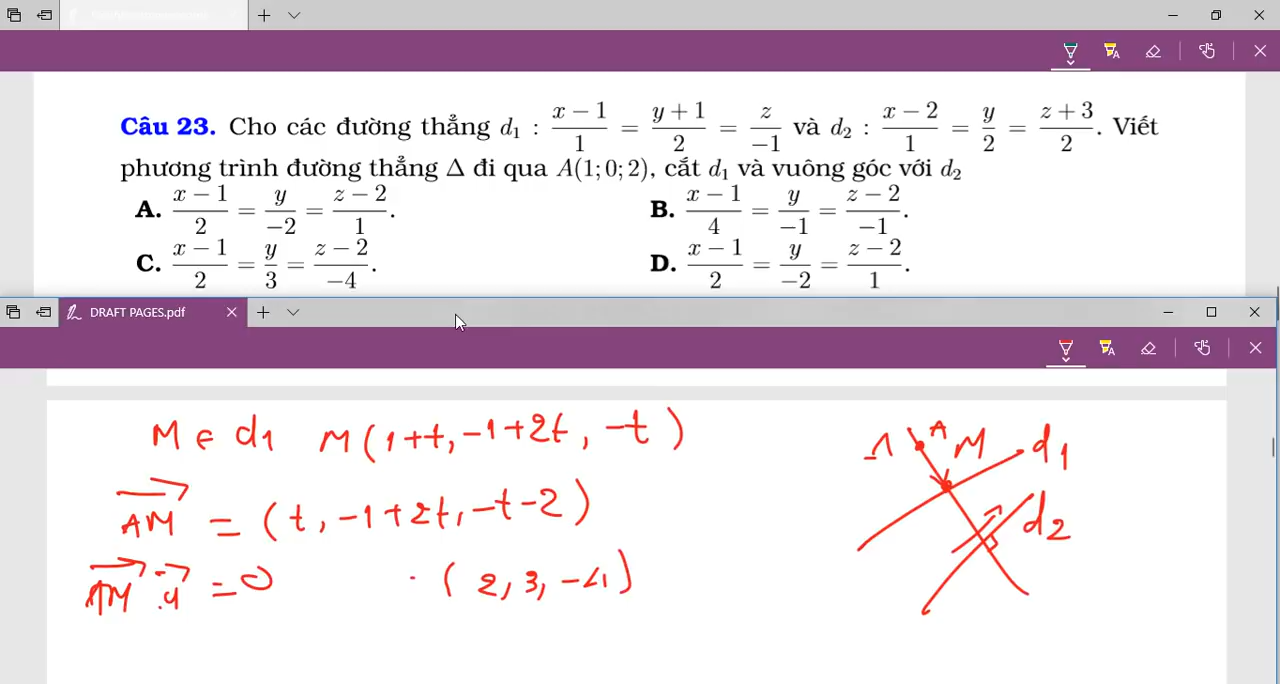 Câu 23. Cho các đường thẳng d₁ : (x − 1)/1 = (y + 1)/2 = z/−1 và d₂ : (x − 2)/1 = y/2 = (z + 3)/2. Viết
phương trình đường thẳng Δ đi qua A(1; 0; 2), cắt d₁ và vuông góc với d₂
A. (x − 1)/2 = y/−2 = (z − 2)/1.
B. (x − 1)/4 = y/−1 = (z − 2)/−1.
C. (x − 1)/2 = y/3 = (z − 2)/−4.
D. (x − 1)/2 = y/−2 = (z − 2)/1.
DRAFT PAGES.pdf
M ∈ d1 M(1+t, -1+2t, -t)
AM = (t, -1+2t, -t-2)
AM . u = 0 (2, 3, -4)
Δ A M d1
d2